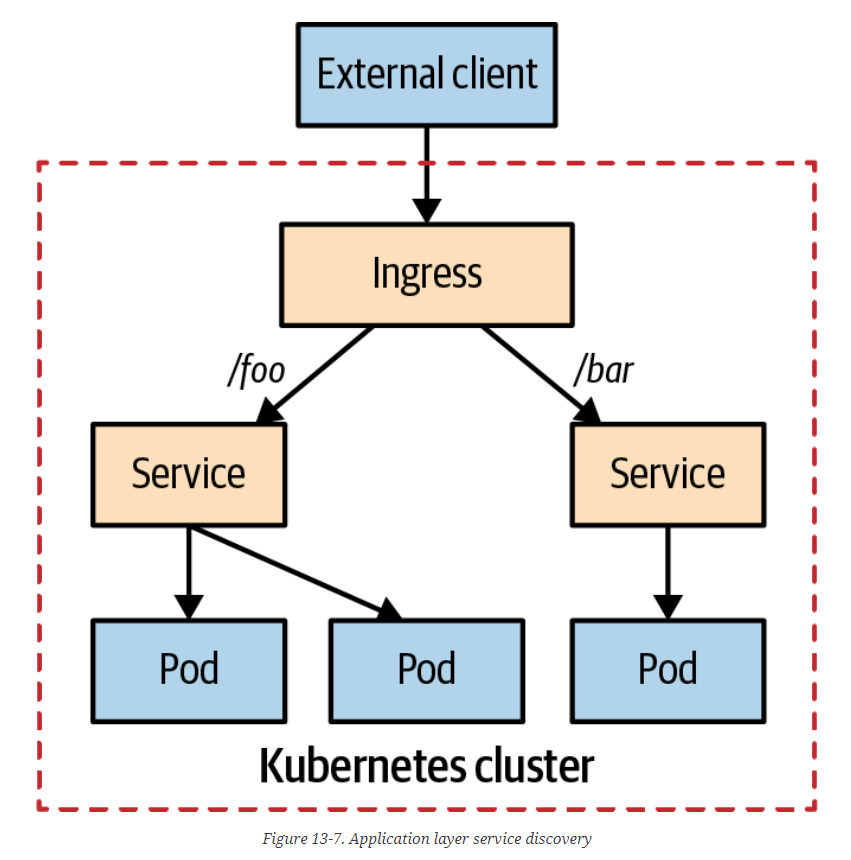 External client
Ingress
/foo
/bar
Service
Service
Pod
Pod
Pod
Kubernetes cluster
Figure 13-7. Application layer service discovery